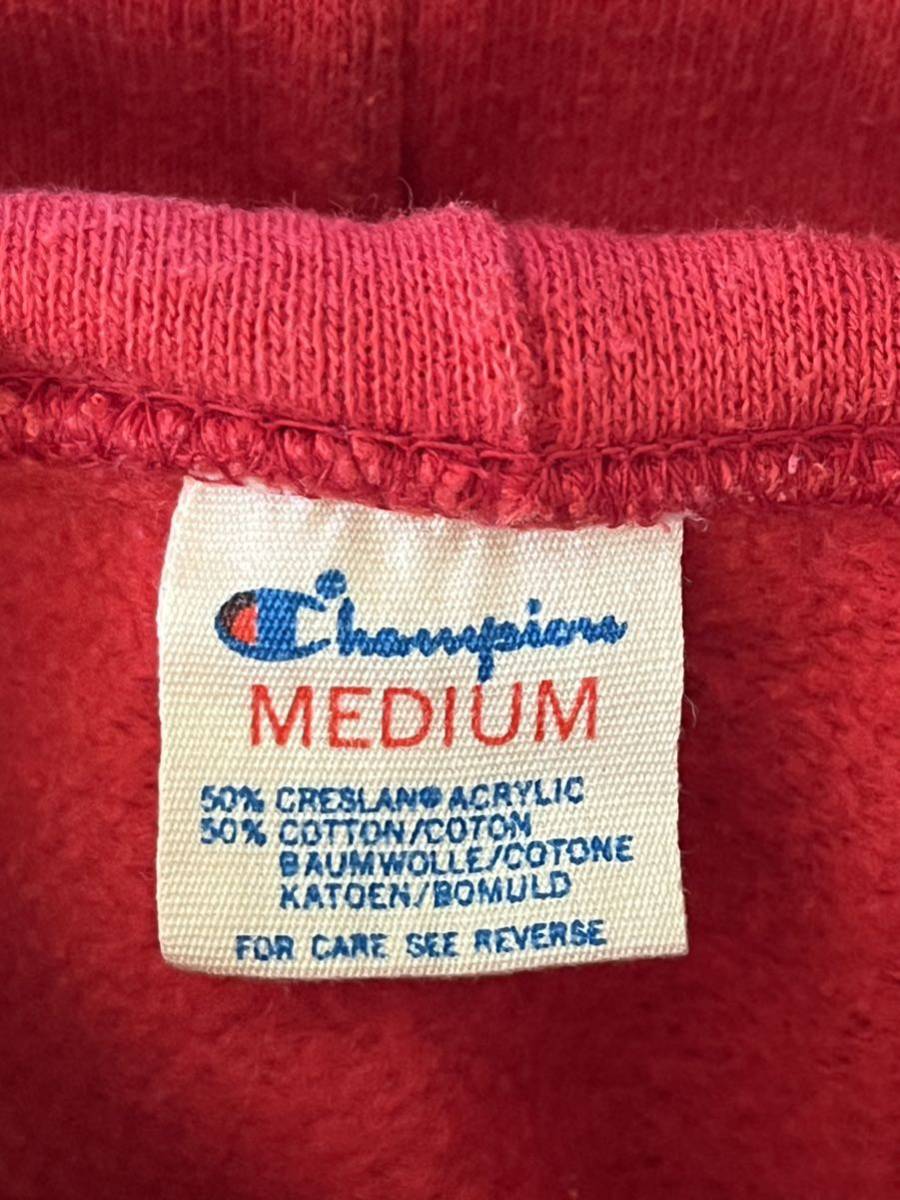 Champion
MEDIUM
50% CRESLAN® ACRYLIC
50% COTTON/COTON
BAUMWOLLE/COTONE
KATOEN/BOMULD
FOR CARE SEE REVERSE